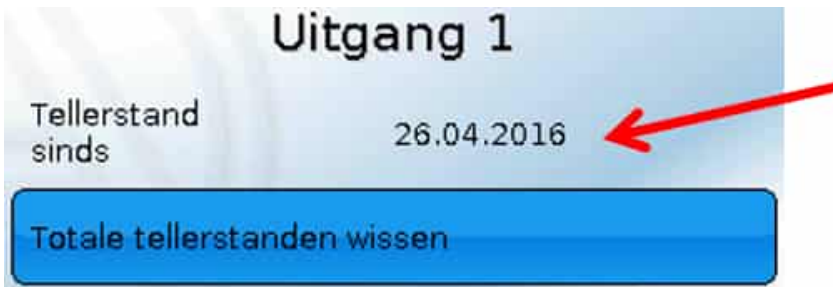 Uitgang 1
Tellerstand
sinds
26.04.2016
Totale tellerstanden wissen